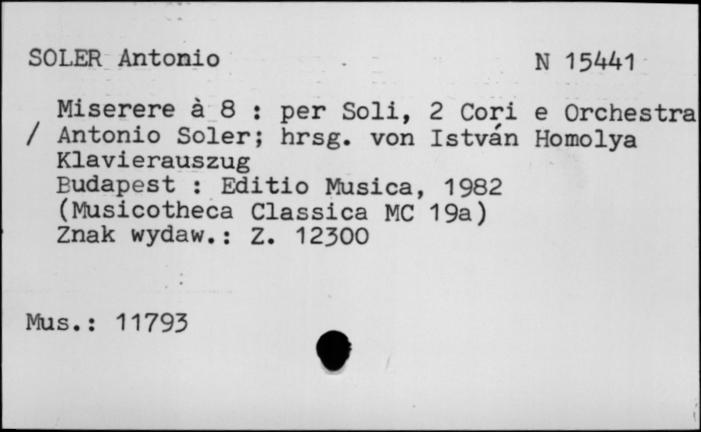 SOLER Antonio
N 15441
Miserere à 8 : per Soli, 2 Cori e Orchestra
/ Antonio Soler; hrsg. von István Homolya
Klavierauszug
Budapest : Editio Musica, 1982
(Musicotheca Classica MC 19a)
Znak wydaw.: Z. 12300
Mus.: 11793